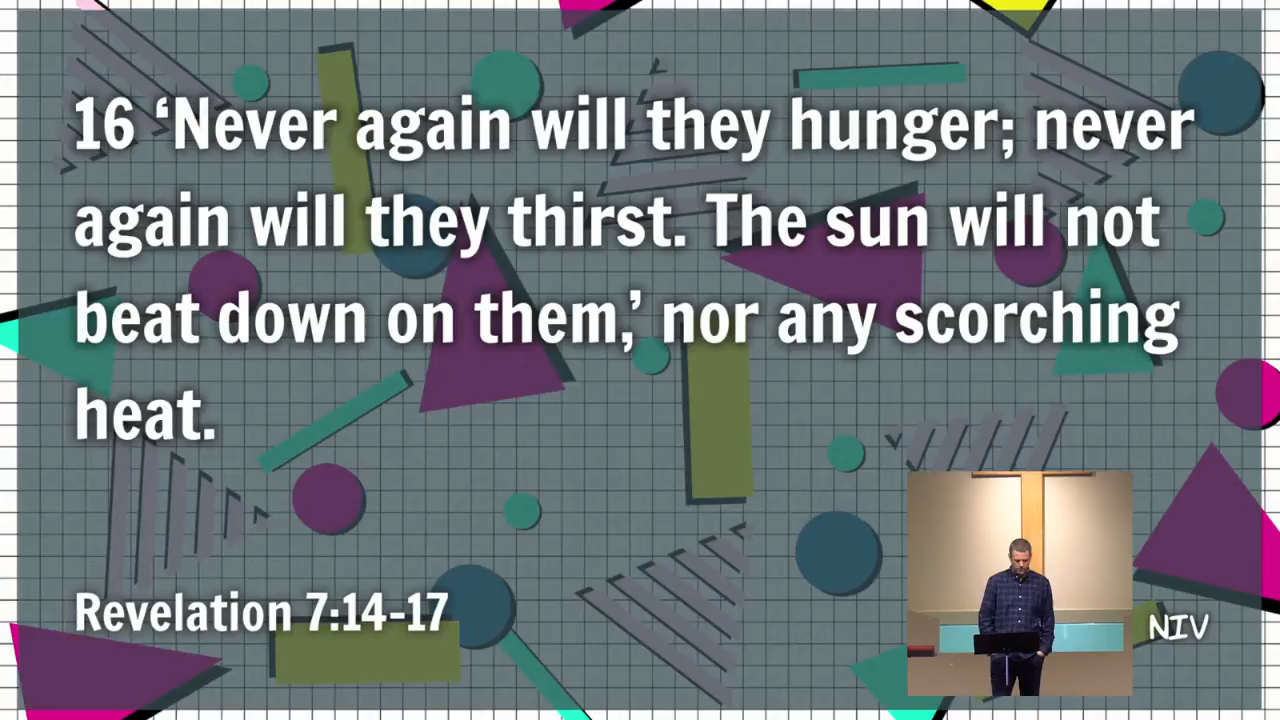 16 ‘Never again will they hunger; never
again will they thirst. The sun will not
beat down on them,’ nor any scorching
heat.
Revelation 7:14-17
NIV